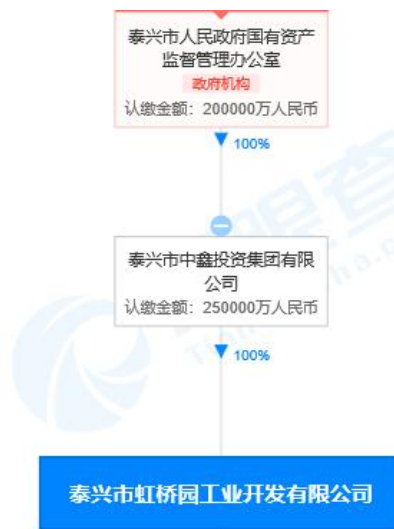 泰兴市人民政府国有资产
监督管理办公室
政府机构
认缴金额：200000万人民币
100%
泰兴市中鑫投资集团有限
公司
认缴金额：250000万人民币
100%
泰兴市虹桥园工业开发有限公司